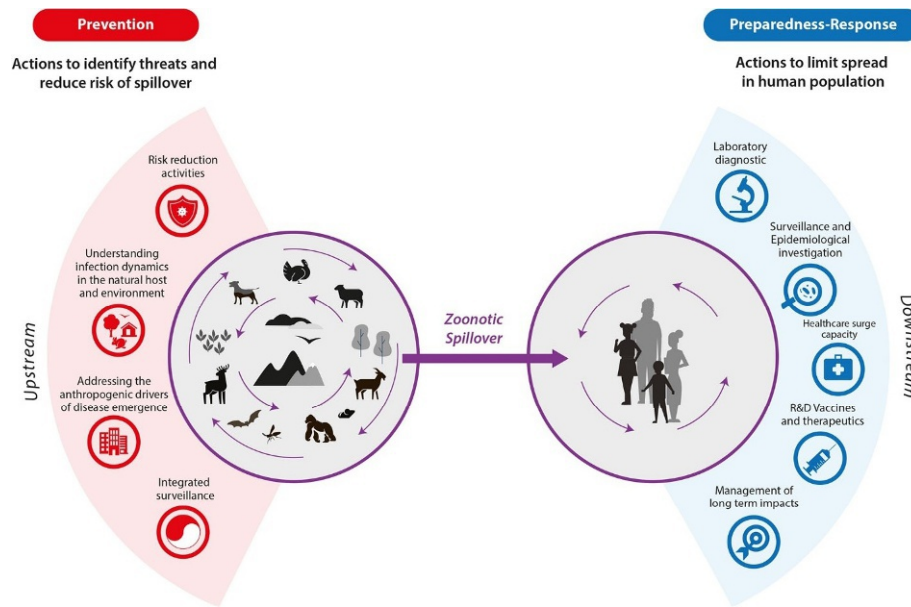 Prevention
Actions to identify threats and
reduce risk of spillover
Upstream
Risk reduction
activities
Understanding
infection dynamics
in the natural host
and environment
Addressing the
anthropogenic drivers
of disease emergence
Integrated
surveillance
Zoonotic
Spillover
Preparedness-Response
Actions to limit spread
in human population
Laboratory
diagnostic
Surveillance and
Epidemiological
investigation
Healthcare surge
capacity
R&D Vaccines
and therapeutics
Management of
long term impacts
Downstream